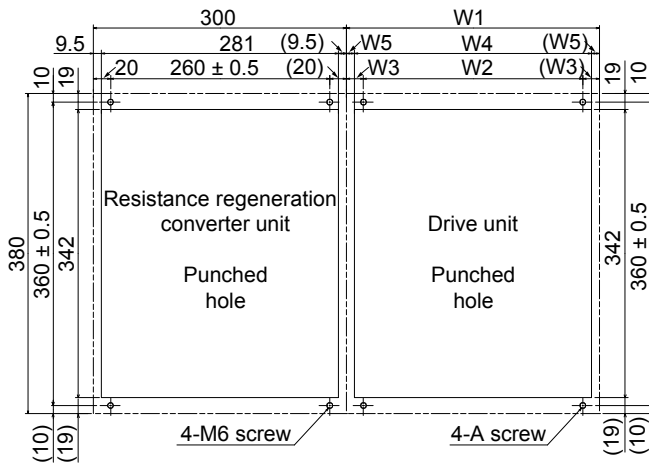 300 W1
9.5 281 (9.5) W5 W4 (W5)
20 260 ± 0.5 (20) W3 W2 (W3)
10 19 19 10
380 360 ± 0.5 342 342 360 ± 0.5
Resistance regeneration
converter unit
Punched
hole
Drive unit
Punched
hole
(10) (19) (19) (10)
4-M6 screw 4-A screw